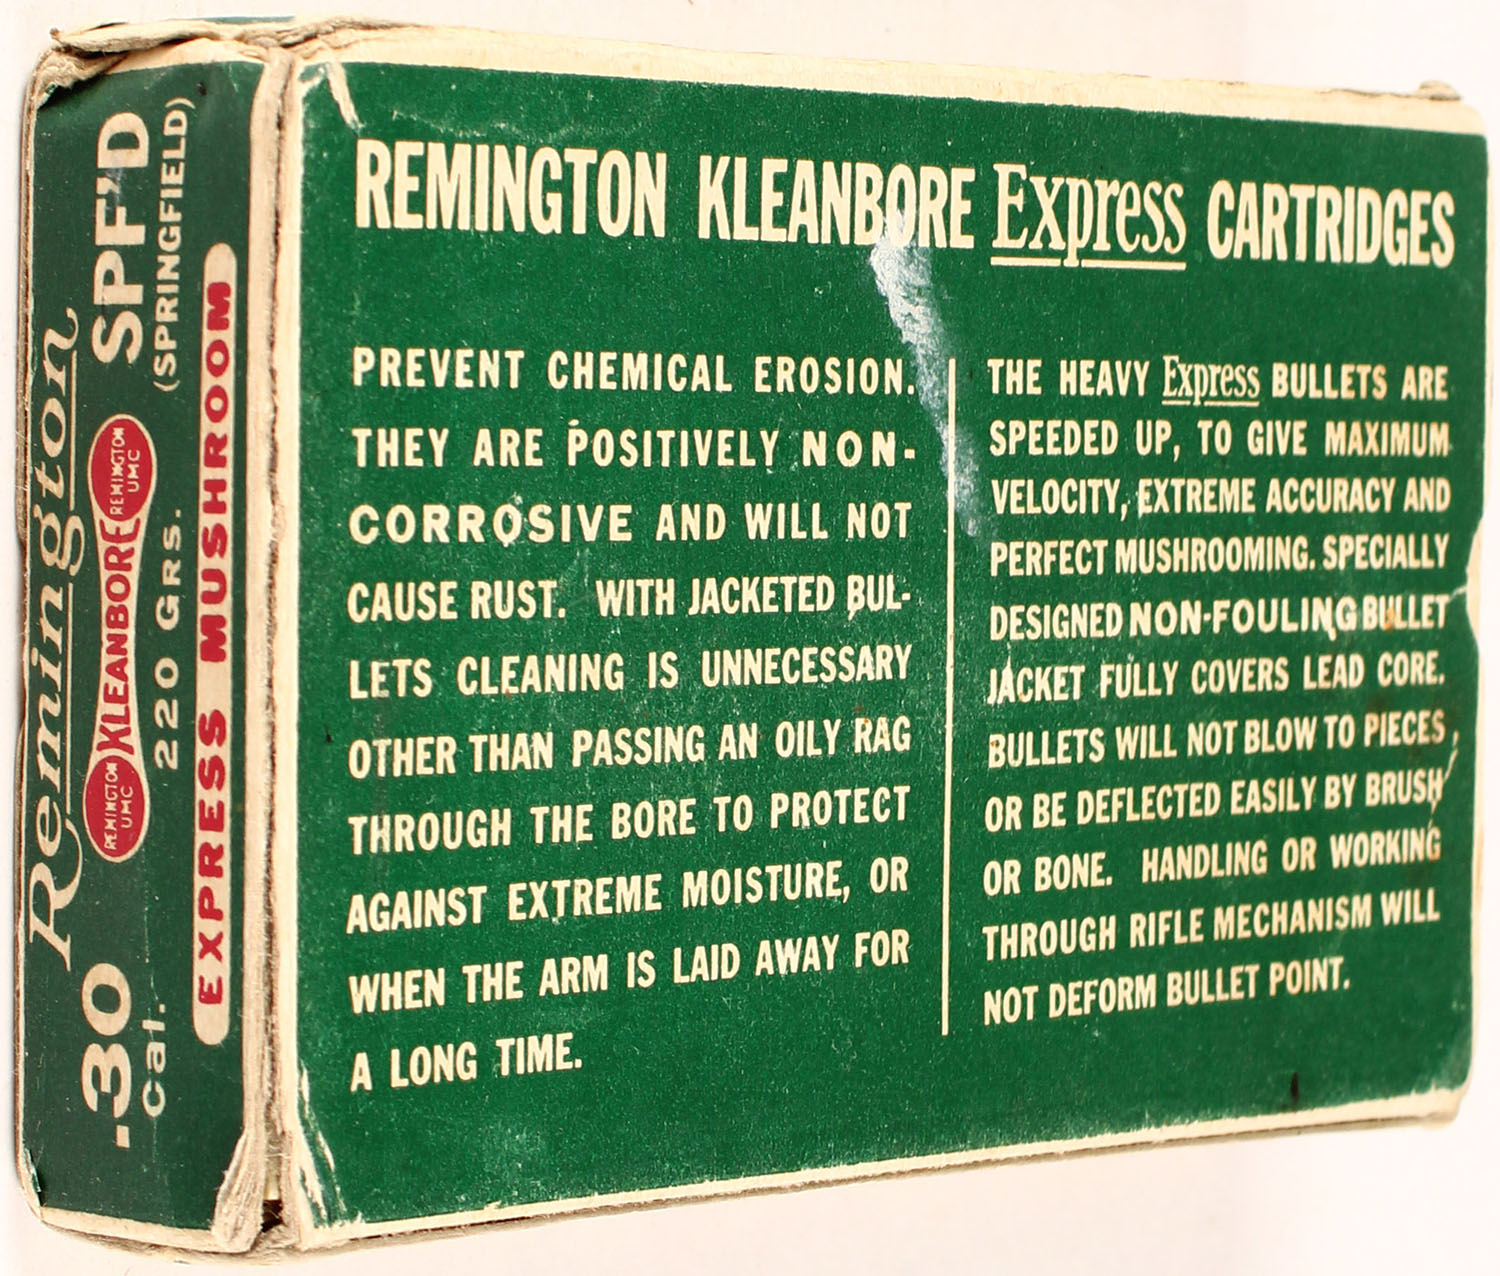 REMINGTON KLEANBORE Express CARTRIDGES
PREVENT CHEMICAL EROSION.
THEY ARE POSITIVELY NON-
CORROSIVE AND WILL NOT
CAUSE RUST. WITH JACKETED BUL-
LETS CLEANING IS UNNECESSARY
OTHER THAN PASSING AN OILY RAG
THROUGH THE BORE TO PROTECT
AGAINST EXTREME MOISTURE, OR
WHEN THE ARM IS LAID AWAY FOR
A LONG TIME.
THE HEAVY Express BULLETS ARE
SPEEDED UP, TO GIVE MAXIMUM
VELOCITY, EXTREME ACCURACY AND
PERFECT MUSHROOMING. SPECIALLY
DESIGNED NON-FOULING BULLET
JACKET FULLY COVERS LEAD CORE.
BULLETS WILL NOT BLOW TO PIECES,
OR BE DEFLECTED EASILY BY BRUSH
OR BONE. HANDLING OR WORKING
THROUGH RIFLE MECHANISM WILL
NOT DEFORM BULLET POINT.
Remington
.30 REMINGTON UMC KLEANBORE REMINGTON UMC SPF'D
Cal. 220 Grs. (SPRINGFIELD)
EXPRESS MUSHROOM